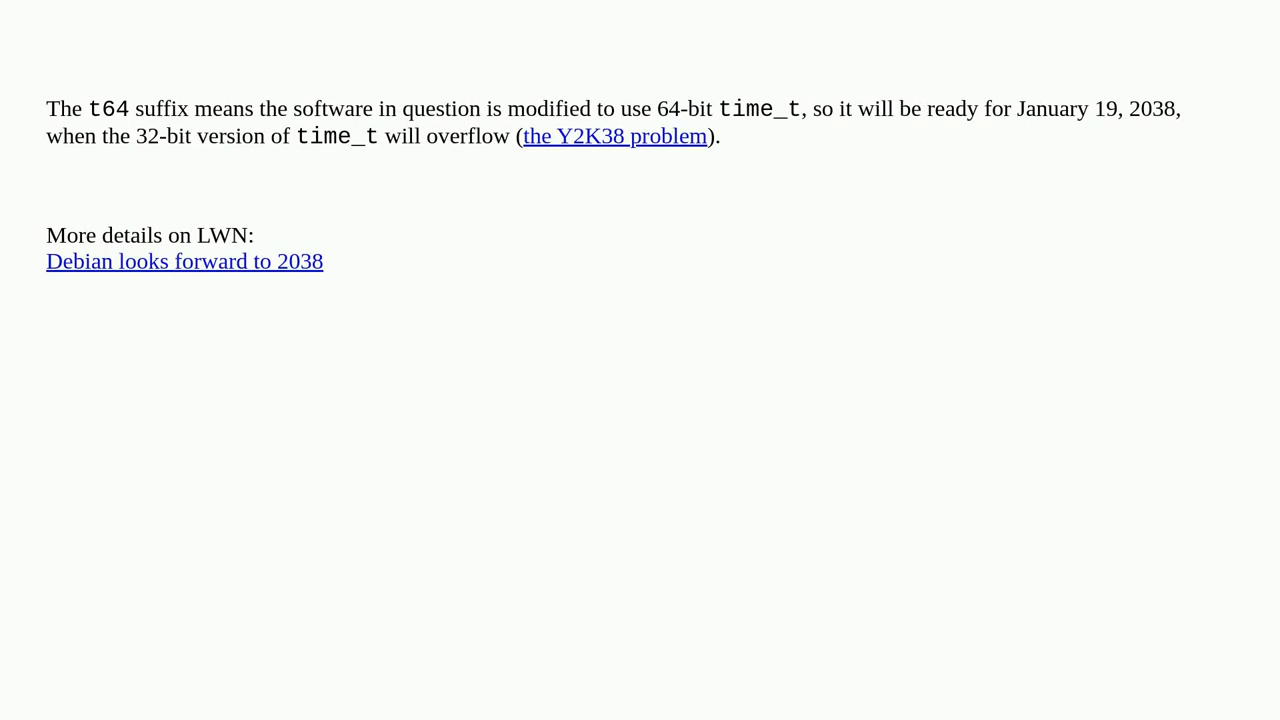 The t64 suffix means the software in question is modified to use 64-bit time_t, so it will be ready for January 19, 2038,
when the 32-bit version of time_t will overflow (the Y2K38 problem).
More details on LWN:
Debian looks forward to 2038